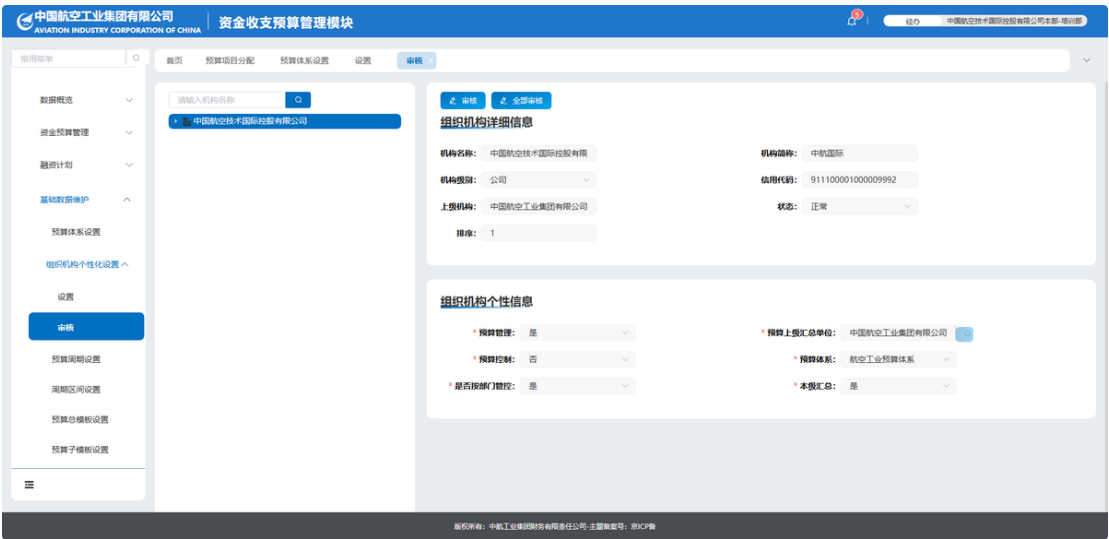 中国航空工业集团有限公司
AVIATION INDUSTRY CORPORATION OF CHINA
资金收支预算管理模块
5
经办 中国航空技术国际控股有限公司本部-培训部
常用菜单
首页 预算项目分配 预算体系设置 设置 审核 ×
数据概览
资金预算管理
融资计划
基础数据维护
预算体系设置
组织机构个性化设置
设置
审核
预算周期设置
周期区间设置
预算总模板设置
预算子模板设置
请输入机构名称
中国航空技术国际控股有限公司
审核 全部审核
组织机构详细信息
机构名称: 中国航空技术国际控股有限 机构简称: 中航国际
机构级别: 公司 信用代码: 911100001000009992
上级机构: 中国航空工业集团有限公司 状态: 正常
排序: 1
组织机构个性信息
* 预算管理: 是 * 预算上级汇总单位: 中国航空工业集团有限公司
* 预算控制: 否 * 预算体系: 航空工业预算体系
* 是否按部门管控: 是 * 本级汇总: 是
版权所有: 中航工业集团财务有限责任公司-主题备案号: 京ICP备